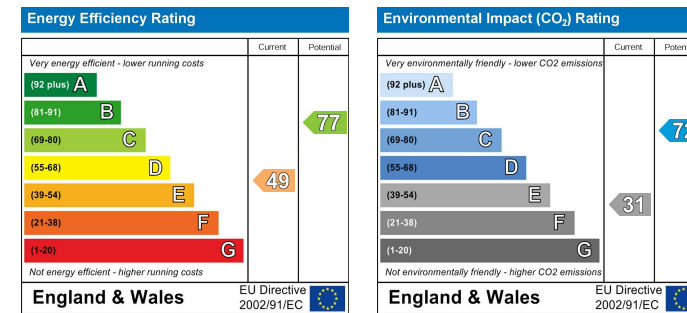 Energy Efficiency Rating
Current Potential
Very energy efficient - lower running costs
(92 plus) A
(81-91) B
(69-80) C
(55-68) D
(39-54) E
(21-38) F
(1-20) G
77
49
Not energy efficient - higher running costs
England & Wales
EU Directive
2002/91/EC
Environmental Impact (CO₂) Rating
Current
Very environmentally friendly - lower CO2 emissions
(92 plus) A
(81-91) B
(69-80) C
(55-68) D
(39-54) E
(21-38) F
(1-20) G
31
Not environmentally friendly - higher CO2 emissions
England & Wales
EU Directive
2002/91/EC